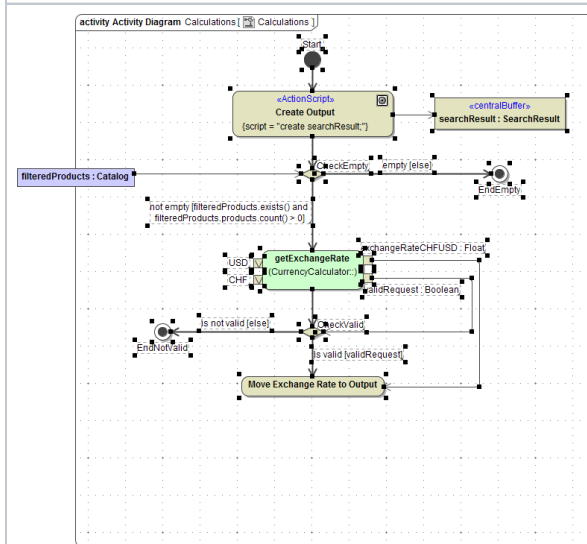 activity Activity Diagram Calculations [ Calculations ]
Start
«ActionScript»
Create Output
{script = "create searchResult;"}
«centralBuffer»
searchResult : SearchResult
filteredProducts : Catalog
CheckEmpty
empty [else]
EndEmpty
not empty [filteredProducts.exists() and
filteredProducts.products.count() > 0]
exchangeRateCHFUSD : Float
USD
getExchangeRate
(CurrencyCalculator::)
CHF
validRequest : Boolean
is not valid [else]
CheckValid
EndNotValid
is valid [validRequest]
Move Exchange Rate to Output